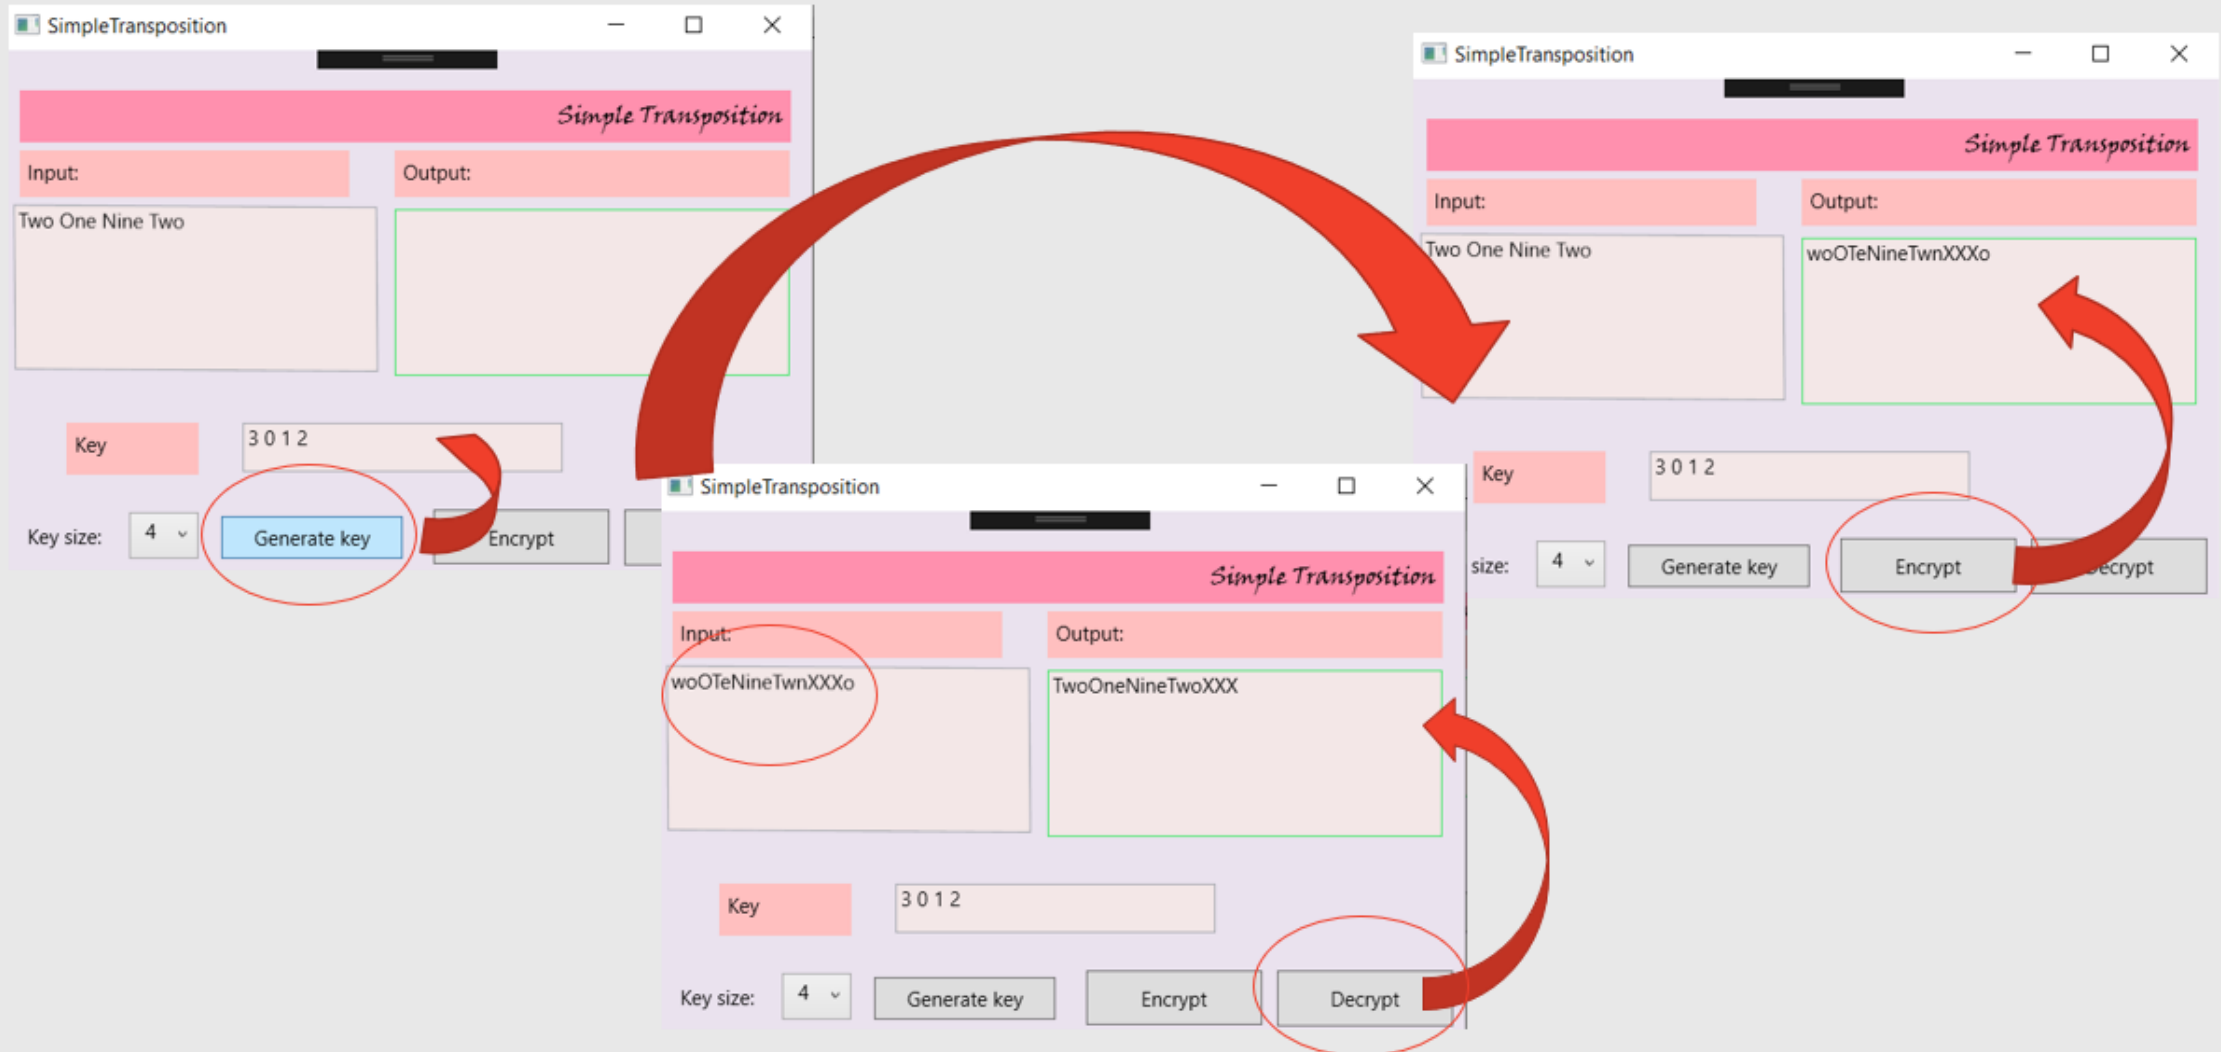 SimpleTransposition
Simple Transposition
Input:
Output:
Two One Nine Two
Key
3 0 1 2
Key size:
4
Generate key
Encrypt
SimpleTransposition
Simple Transposition
Input:
Output:
Two One Nine Two
woOTeNineTwnXXXo
Key
3 0 1 2
size:
4
Generate key
Encrypt
ecrypt
SimpleTransposition
Simple Transposition
Input:
Output:
woOTeNineTwnXXXo
TwoOneNineTwoXXX
Key
3 0 1 2
Key size:
4
Generate key
Encrypt
Decrypt